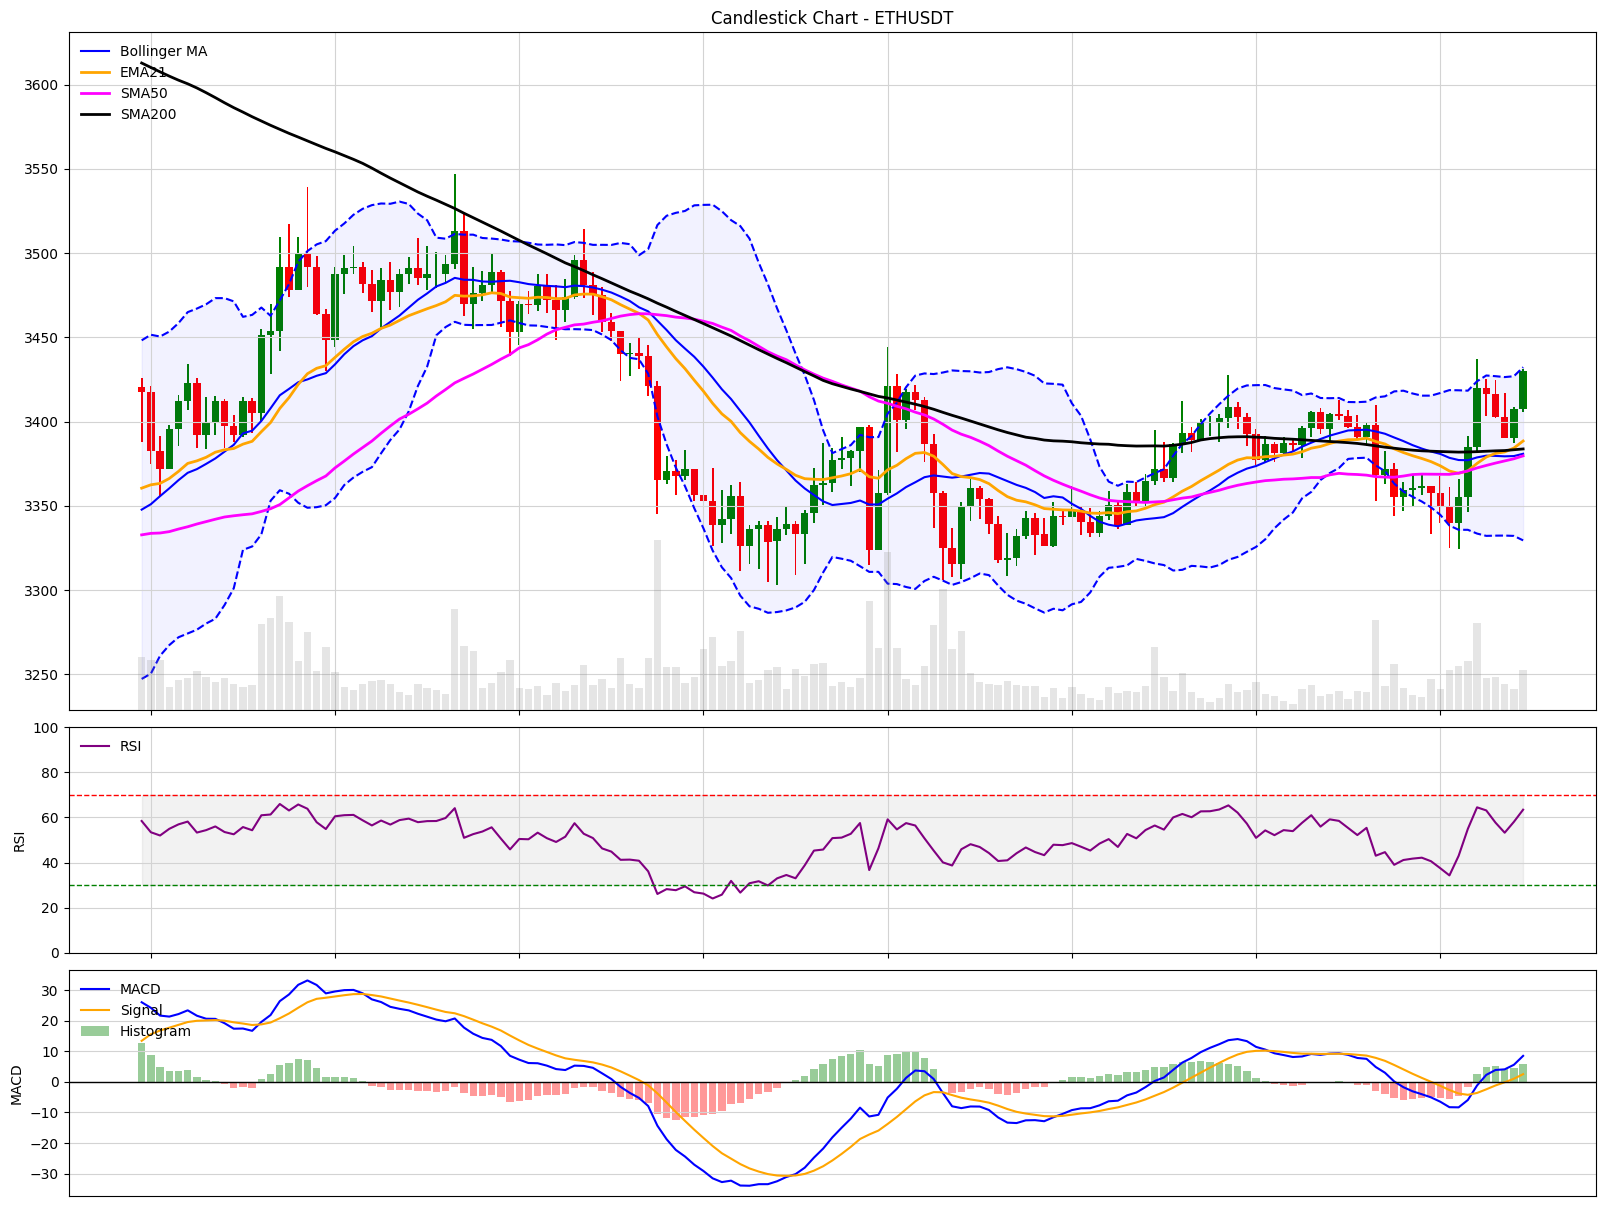 Candlestick Chart - ETHUSDT
Bollinger MA
EMA21
SMA50
SMA200
3600
3550
3500
3450
3400
3350
3300
3250
RSI
100
80
60
40
20
0
RSI
MACD
Signal
Histogram
30
20
10
0
−10
−20
−30
MACD